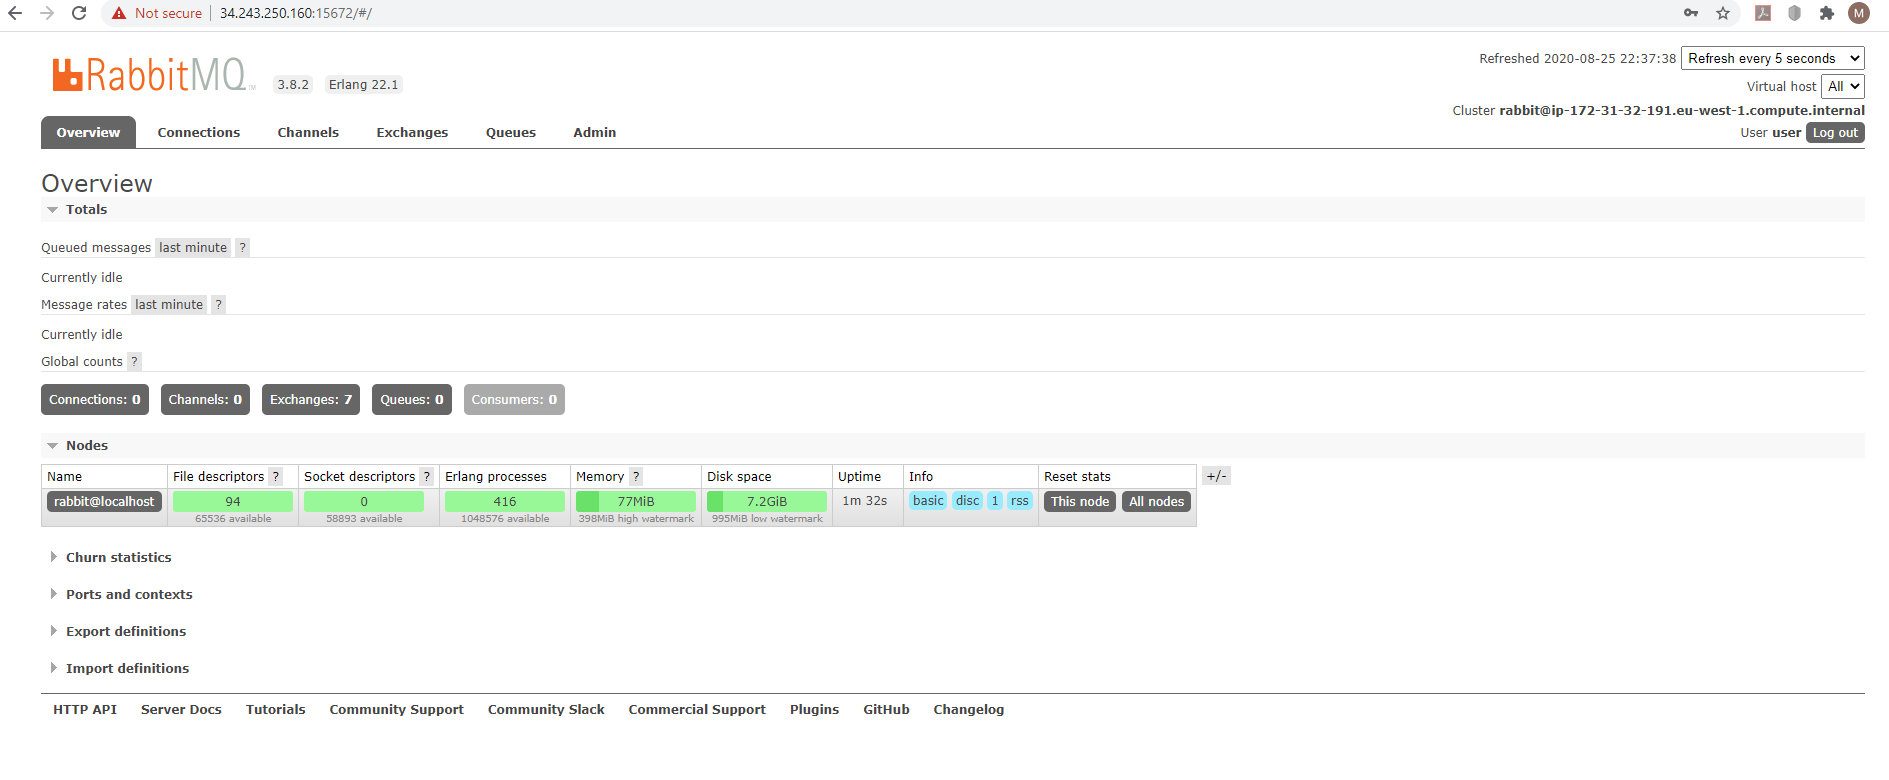 Not secure | 34.243.250.160:15672/#/
M
RabbitMQ TM 3.8.2 Erlang 22.1
Refreshed 2020-08-25 22:37:38 Refresh every 5 seconds
Virtual host All
Cluster rabbit@ip-172-31-32-191.eu-west-1.compute.internal
User user Log out
Overview Connections Channels Exchanges Queues Admin
Overview
Totals
Queued messages last minute ?
Currently idle
Message rates last minute ?
Currently idle
Global counts ?
Connections: 0 Channels: 0 Exchanges: 7 Queues: 0 Consumers: 0
Nodes
Name File descriptors ? Socket descriptors ? Erlang processes Memory ? Disk space Uptime Info Reset stats +/-
rabbit@localhost 94 0 416 77MiB 7.2GiB 1m 32s basic disc 1 rss This node All nodes
65536 available 58893 available 1048576 available 398MiB high watermark 995MiB low watermark
Churn statistics
Ports and contexts
Export definitions
Import definitions
HTTP API Server Docs Tutorials Community Support Community Slack Commercial Support Plugins GitHub Changelog